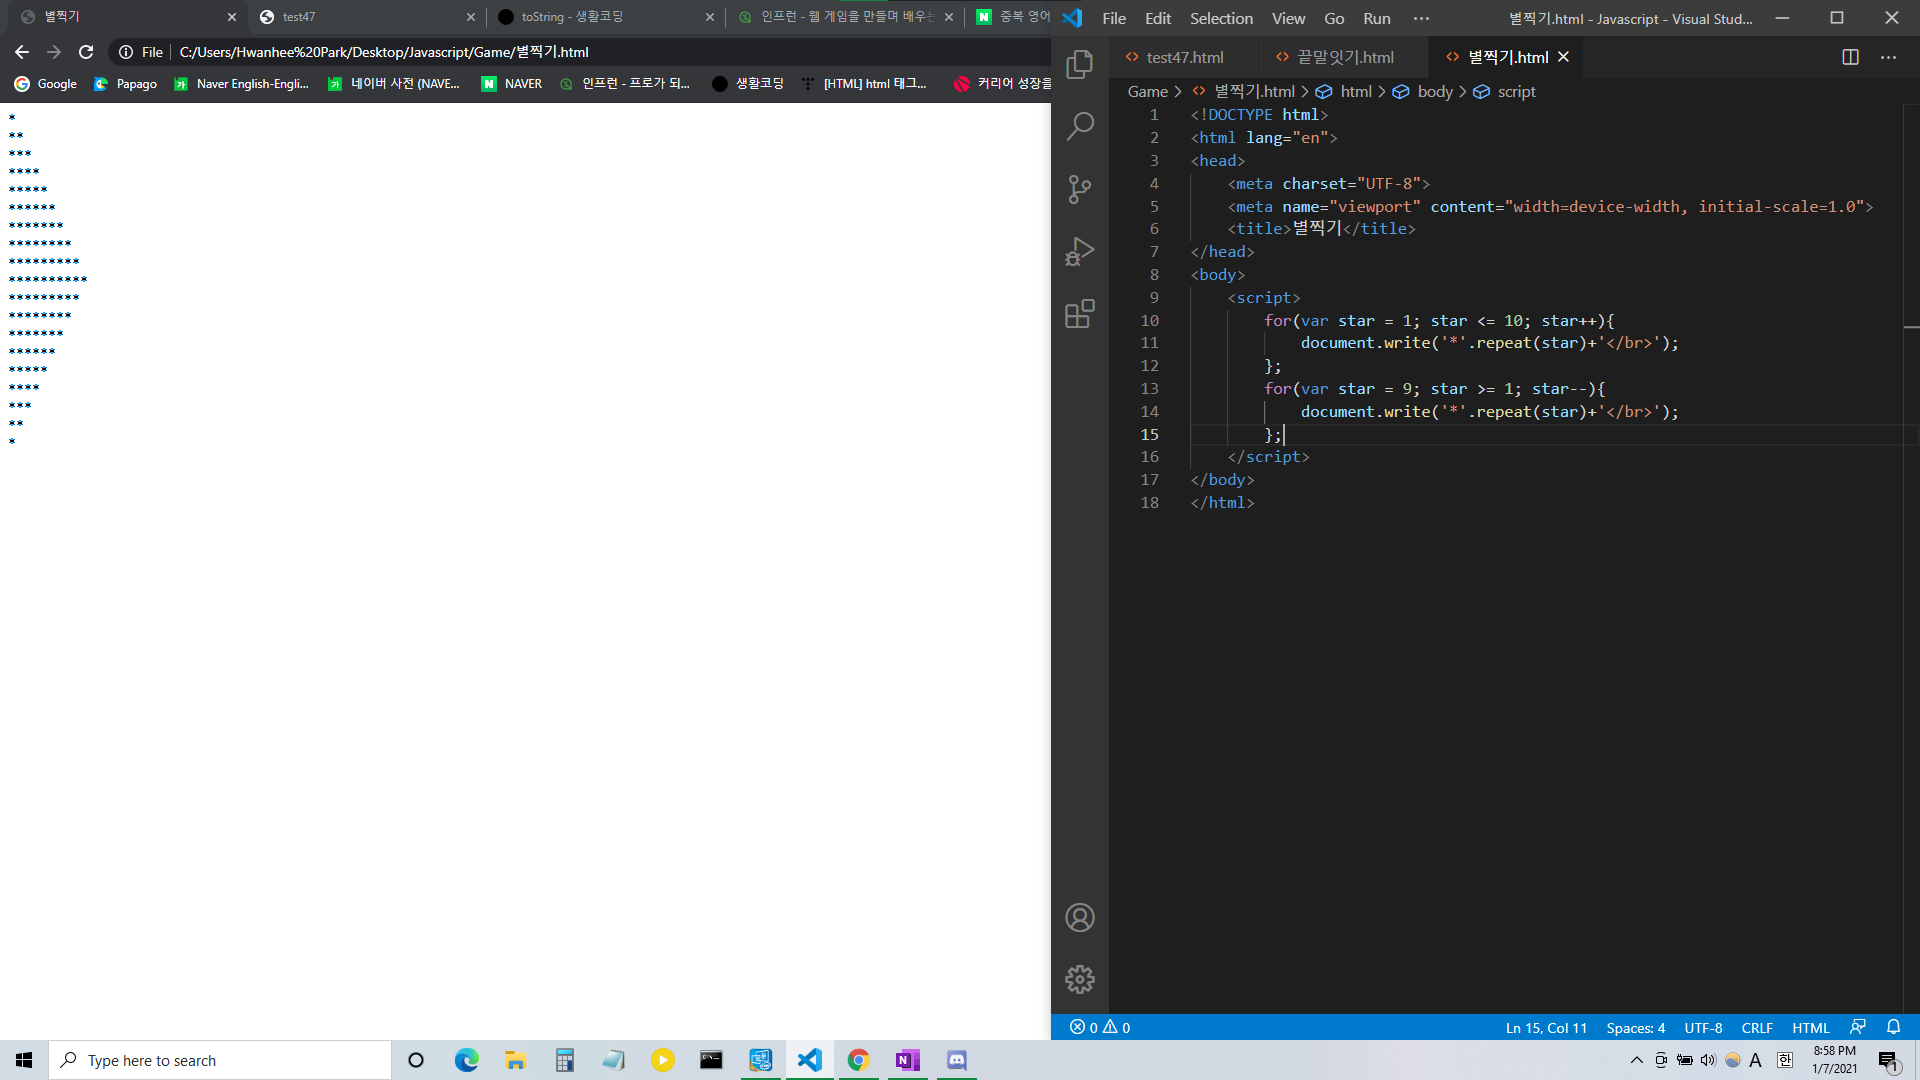 별찍기
test47
toString - 생활코딩
인프런 - 웹 게임을 만들며 배우는
중복 영어
File C:/Users/Hwanhee%20Park/Desktop/Javascript/Game/별찍기.html
Google Papago Naver English-Engli... 네이버 사전 (NAVE... NAVER 인프런 - 프로가 되... 생활코딩 [HTML] html 태그... 커리어 성장을
*
**
***
****
*****
******
*******
********
*********
**********
*********
********
*******
******
*****
****
***
**
*
File Edit Selection View Go Run ··· 별찍기.html - Javascript - Visual Stud...
test47.html 끝말잇기.html 별찍기.html
Game > 별찍기.html > html > body > script
1 <!DOCTYPE html>
2 <html lang="en">
3 <head>
4 <meta charset="UTF-8">
5 <meta name="viewport" content="width=device-width, initial-scale=1.0">
6 <title>별찍기</title>
7 </head>
8 <body>
9 <script>
10 for(var star = 1; star <= 10; star++){
11 document.write('*'.repeat(star)+'</br>');
12 };
13 for(var star = 9; star >= 1; star--){
14 document.write('*'.repeat(star)+'</br>');
15 };
16 </script>
17 </body>
18 </html>
0 0 Ln 15, Col 11 Spaces: 4 UTF-8 CRLF HTML
Type here to search
A 한 8:58 PM
1/7/2021
1